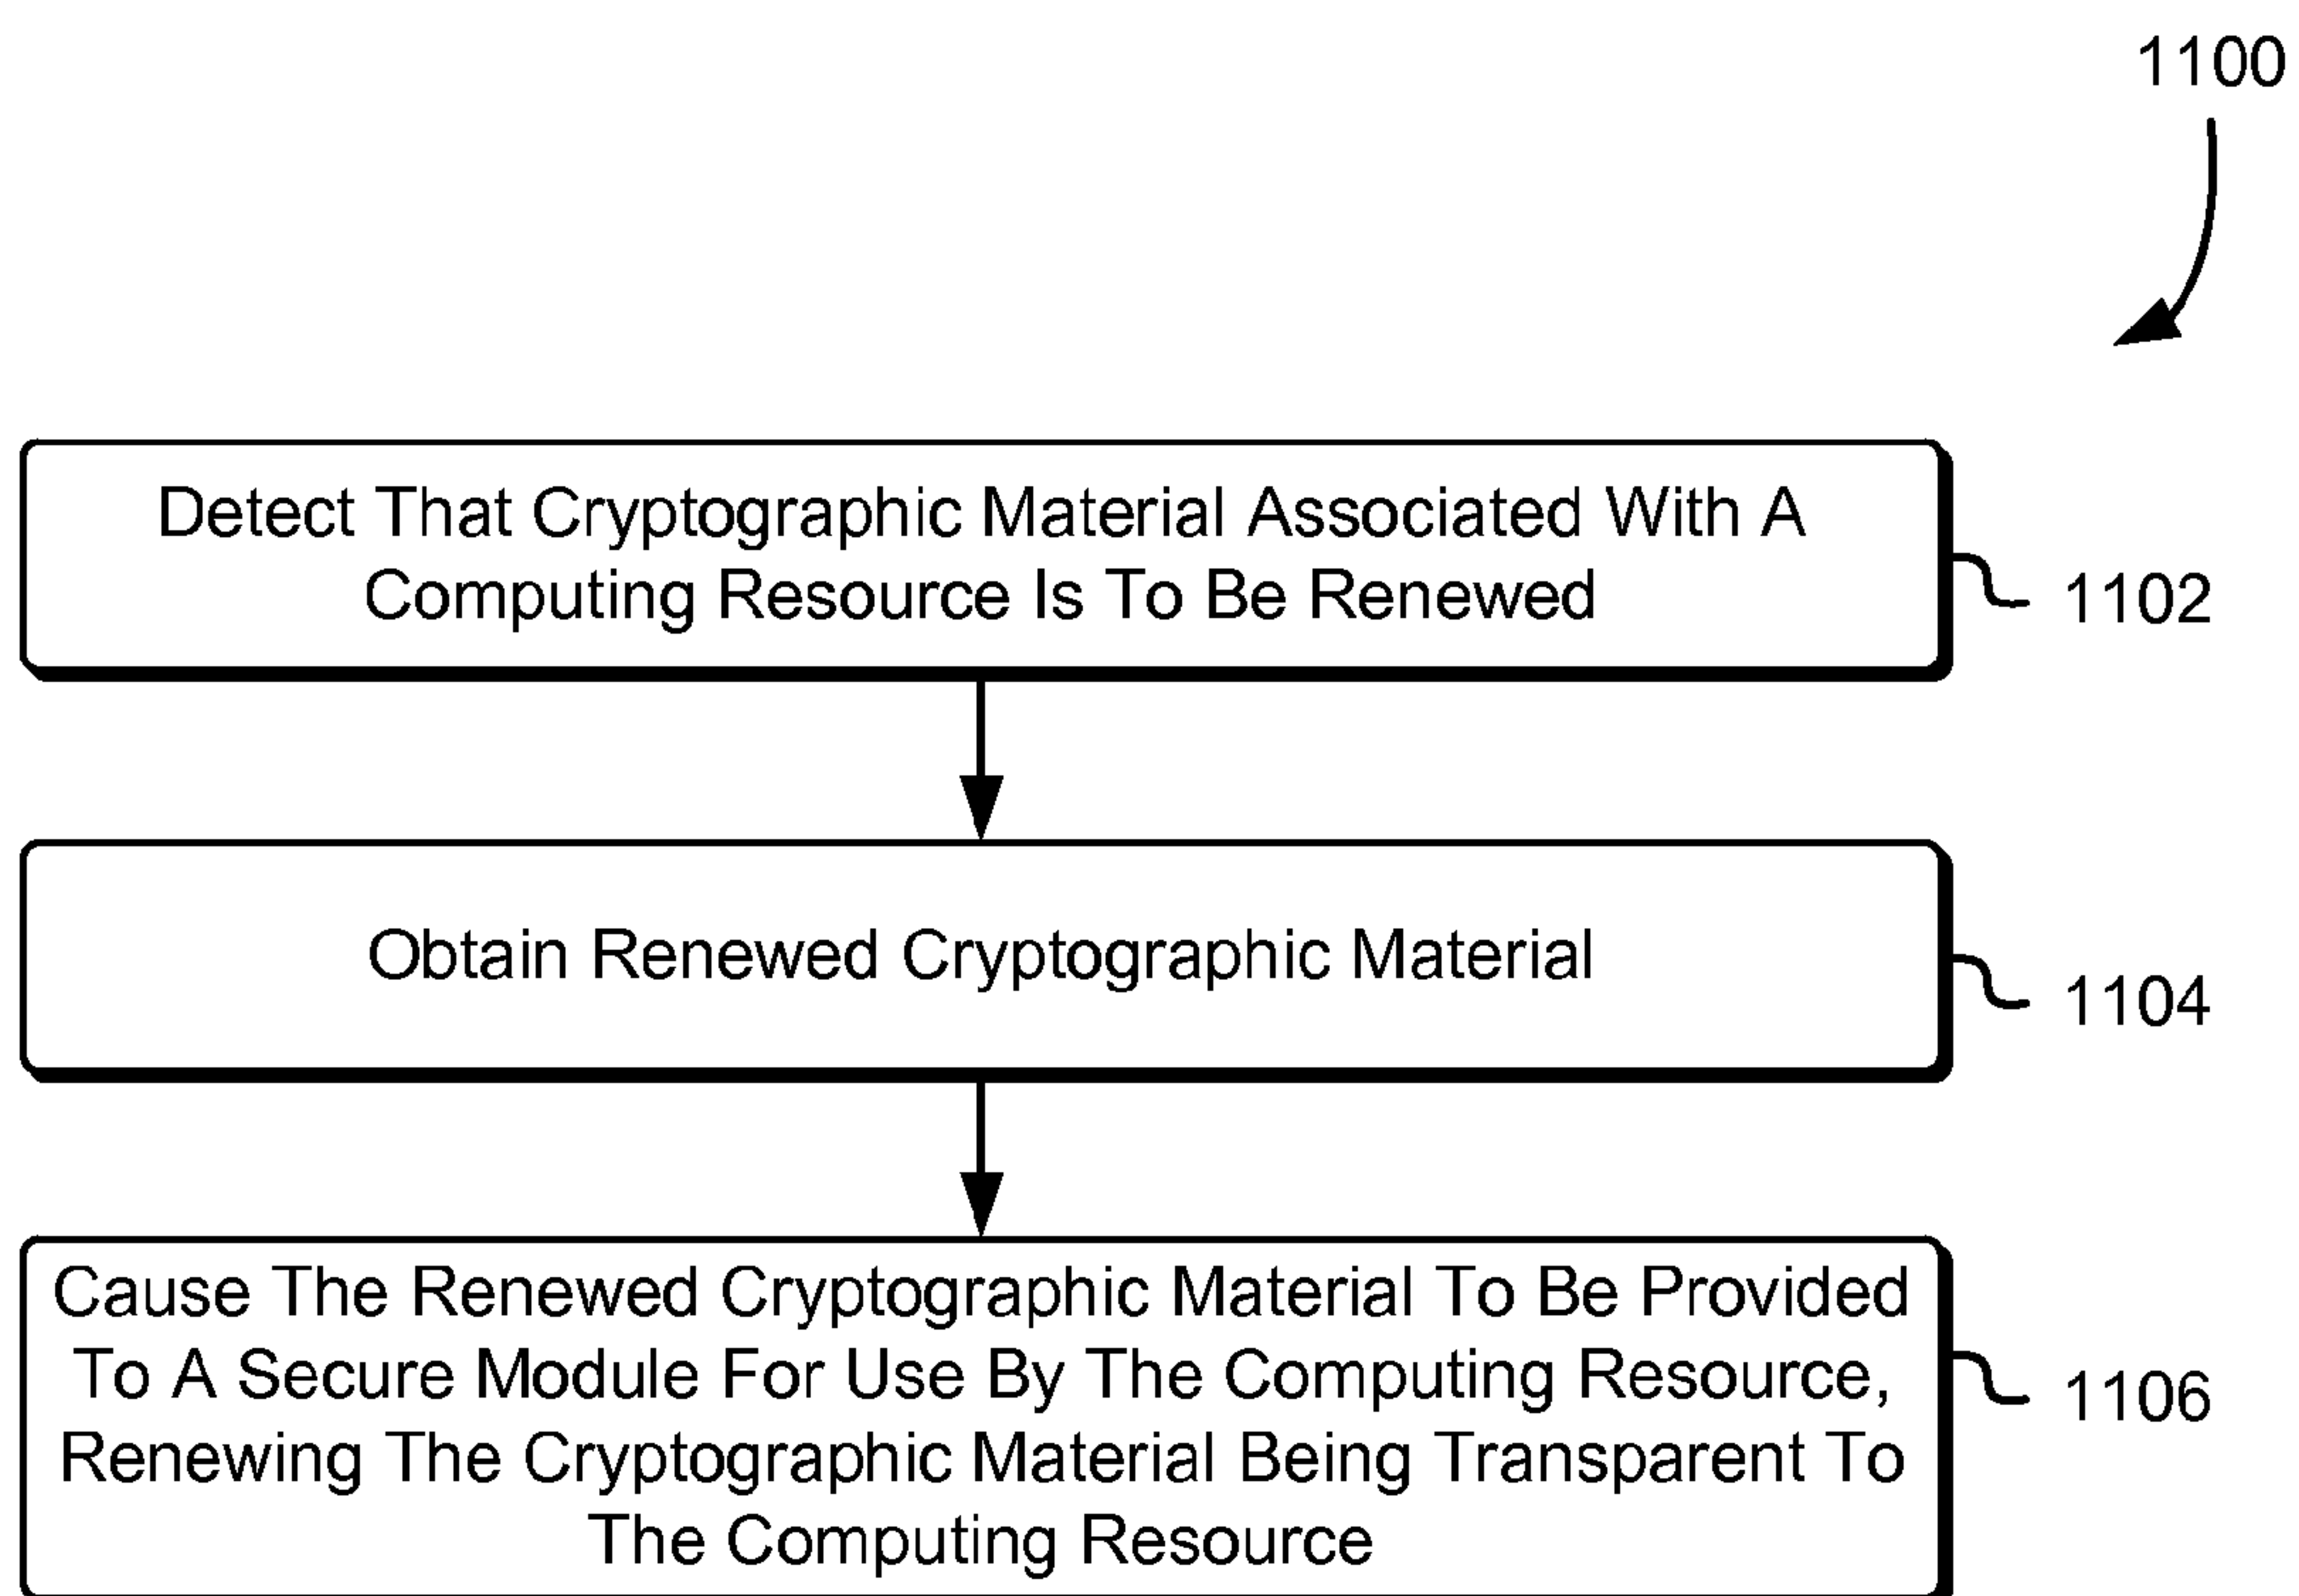 1100
Detect That Cryptographic Material Associated With A
Computing Resource Is To Be Renewed
1102
Obtain Renewed Cryptographic Material
1104
Cause The Renewed Cryptographic Material To Be Provided
To A Secure Module For Use By The Computing Resource,
Renewing The Cryptographic Material Being Transparent To
The Computing Resource
1106